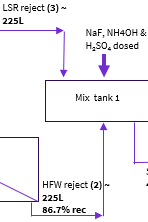 LSR reject (3) ~
225L
NaF, NH4OH &
H₂SO₄ dosed
Mix tank 1
HFW reject (2) ~
225L
86.7% rec